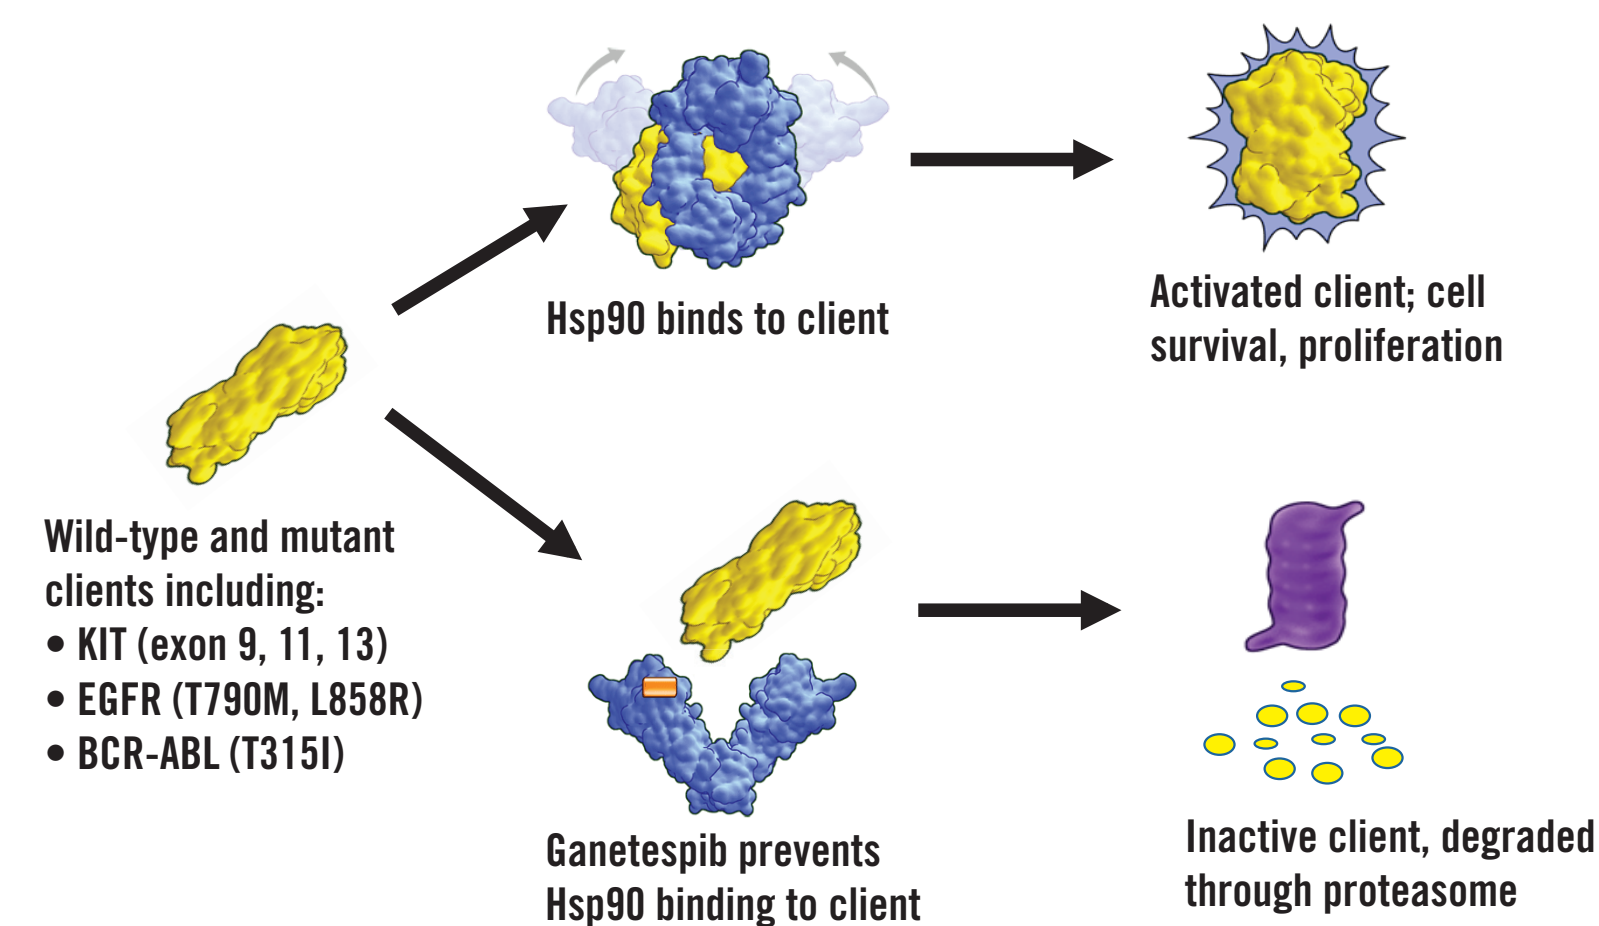 Hsp90 binds to client
Activated client; cell
survival, proliferation
Wild-type and mutant
clients including:
• KIT (exon 9, 11, 13)
• EGFR (T790M, L858R)
• BCR-ABL (T315I)
Ganetespib prevents
Hsp90 binding to client
Inactive client, degraded
through proteasome